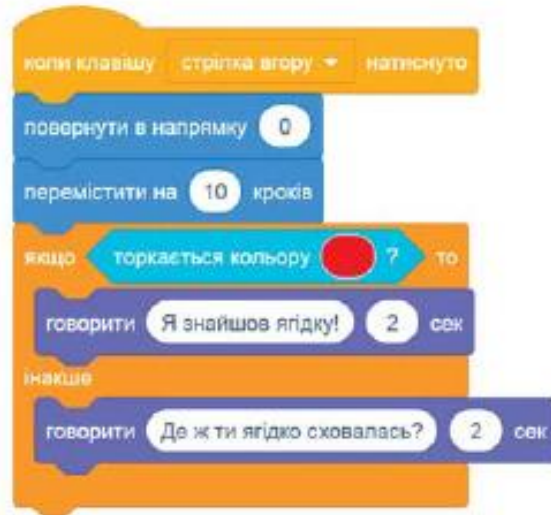 коли клавішу стрілка вгору натиснуто
повернути в напрямку 0
перемістити на 10 кроків
якщо торкається кольору ? то
говорити Я знайшов ягідку! 2 сек
інакше
говорити Де ж ти ягідко сховалась? 2 сек